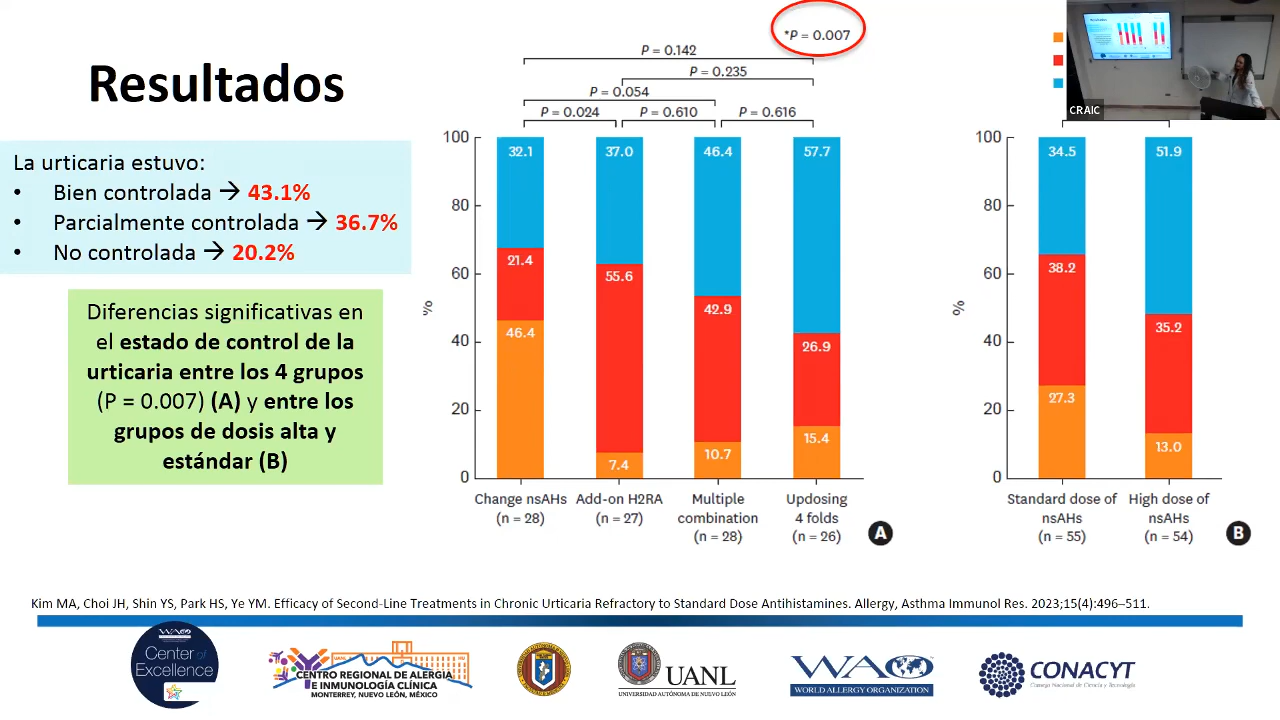 Resultados
La urticaria estuvo:
• Bien controlada → 43.1%
• Parcialmente controlada → 36.7%
• No controlada → 20.2%
Diferencias significativas en
el estado de control de la
urticaria entre los 4 grupos
(P = 0.007) (A) y entre los
grupos de dosis alta y
estándar (B)
*P = 0.007
P = 0.142
P = 0.235
P = 0.054
P = 0.024
P = 0.610
P = 0.616
%
100
80
60
40
20
0
32.1
21.4
46.4
37.0
55.6
7.4
46.4
42.9
10.7
57.7
26.9
15.4
Change nsAHs
(n = 28)
Add-on H2RA
(n = 27)
Multiple
combination
(n = 28)
Updosing
4 folds
(n = 26)
A
%
100
80
60
40
20
0
34.5
38.2
27.3
51.9
35.2
13.0
Standard dose of
nsAHs
(n = 55)
High dose of
nsAHs
(n = 54)
B
CRAIC
Kim MA, Choi JH, Shin YS, Park HS, Ye YM. Efficacy of Second-Line Treatments in Chronic Urticaria Refractory to Standard Dose Antihistamines. Allergy, Asthma Immunol Res. 2023;15(4):496–511.
WAO
Center of
Excellence
UANL
CENTRO REGIONAL DE ALERGIA
E INMUNOLOGÍA CLÍNICA
MONTERREY, NUEVO LEÓN, MÉXICO
UANL
UNIVERSIDAD AUTÓNOMA DE NUEVO LEÓN
WAO
WORLD ALLERGY ORGANIZATION
CONACYT
Consejo Nacional de Ciencia y Tecnología